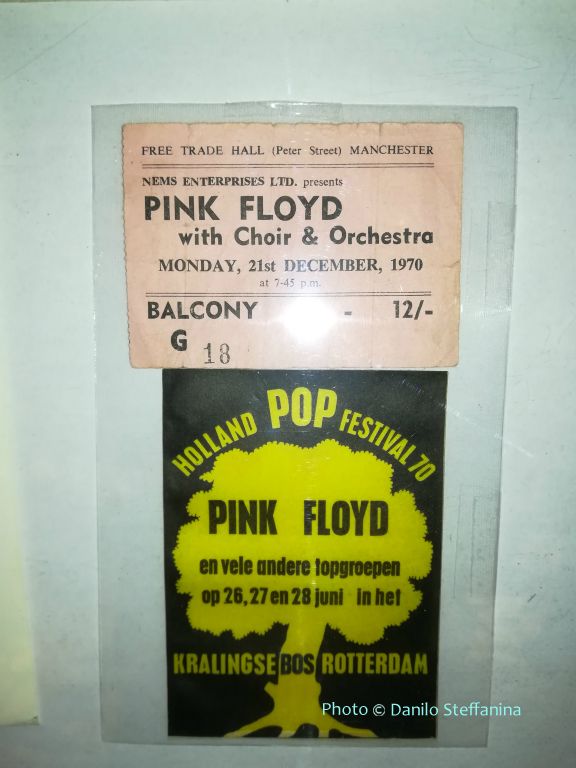 FREE TRADE HALL (Peter Street) MANCHESTER
NEMS ENTERPRISES LTD. presents
PINK FLOYD
with Choir & Orchestra
MONDAY, 21st DECEMBER, 1970
at 7-45 p.m.
BALCONY - 12/-
G 18
HOLLAND POP FESTIVAL 70
PINK FLOYD
en vele andere topgroepen
op 26, 27 en 28 juni in het
KRALINGSE BOS ROTTERDAM
Photo © Danilo Steffanina